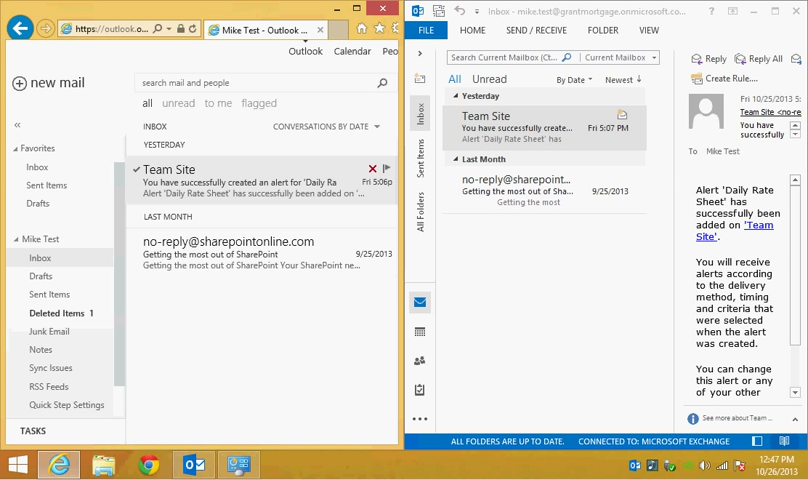 https://outlook.o...
Mike Test - Outlook
Outlook Calendar Peo
new mail
search mail and people
all unread to me flagged
«
INBOX CONVERSATIONS BY DATE
YESTERDAY
Team Site
You have successfully created an alert for 'Daily Ra Fri 5:06p
Alert 'Daily Rate Sheet' has successfully been added on '...
LAST MONTH
no-reply@sharepointonline.com
Getting the most out of SharePoint 9/25/2013
Getting the most out of SharePoint Your SharePoint ne...
Favorites
Inbox
Sent Items
Drafts
Mike Test
Inbox
Drafts
Sent Items
Deleted Items 1
Junk Email
Notes
Sync Issues
RSS Feeds
Quick Step Settings
TASKS
Inbox - mike.test@grantmortgage.onmicrosoft.co...
FILE HOME SEND / RECEIVE FOLDER VIEW
Search Current Mailbox (Ct... Current Mailbox
All Unread By Date Newest
Yesterday
Team Site
You have successfully create... Fri 5:07 PM
Alert 'Daily Rate Sheet' has
Last Month
no-reply@sharepoint...
Getting the most out of Sha... 9/25/2013
Getting the most
Inbox
Sent Items
All Folders
Reply Reply All
Create Rule....
Fri 10/25/2013 5
Team Site <no-re
You have
successfully
To Mike Test
Alert 'Daily Rate
Sheet' has
successfully been
added on 'Team
Site'.
You will receive
alerts according
to the delivery
method, timing
and criteria that
were selected
when the alert
was created.
You can change
this alert or any
of your other
See more about Team ...
ALL FOLDERS ARE UP TO DATE. CONNECTED TO: MICROSOFT EXCHANGE
12:47 PM
10/26/2013